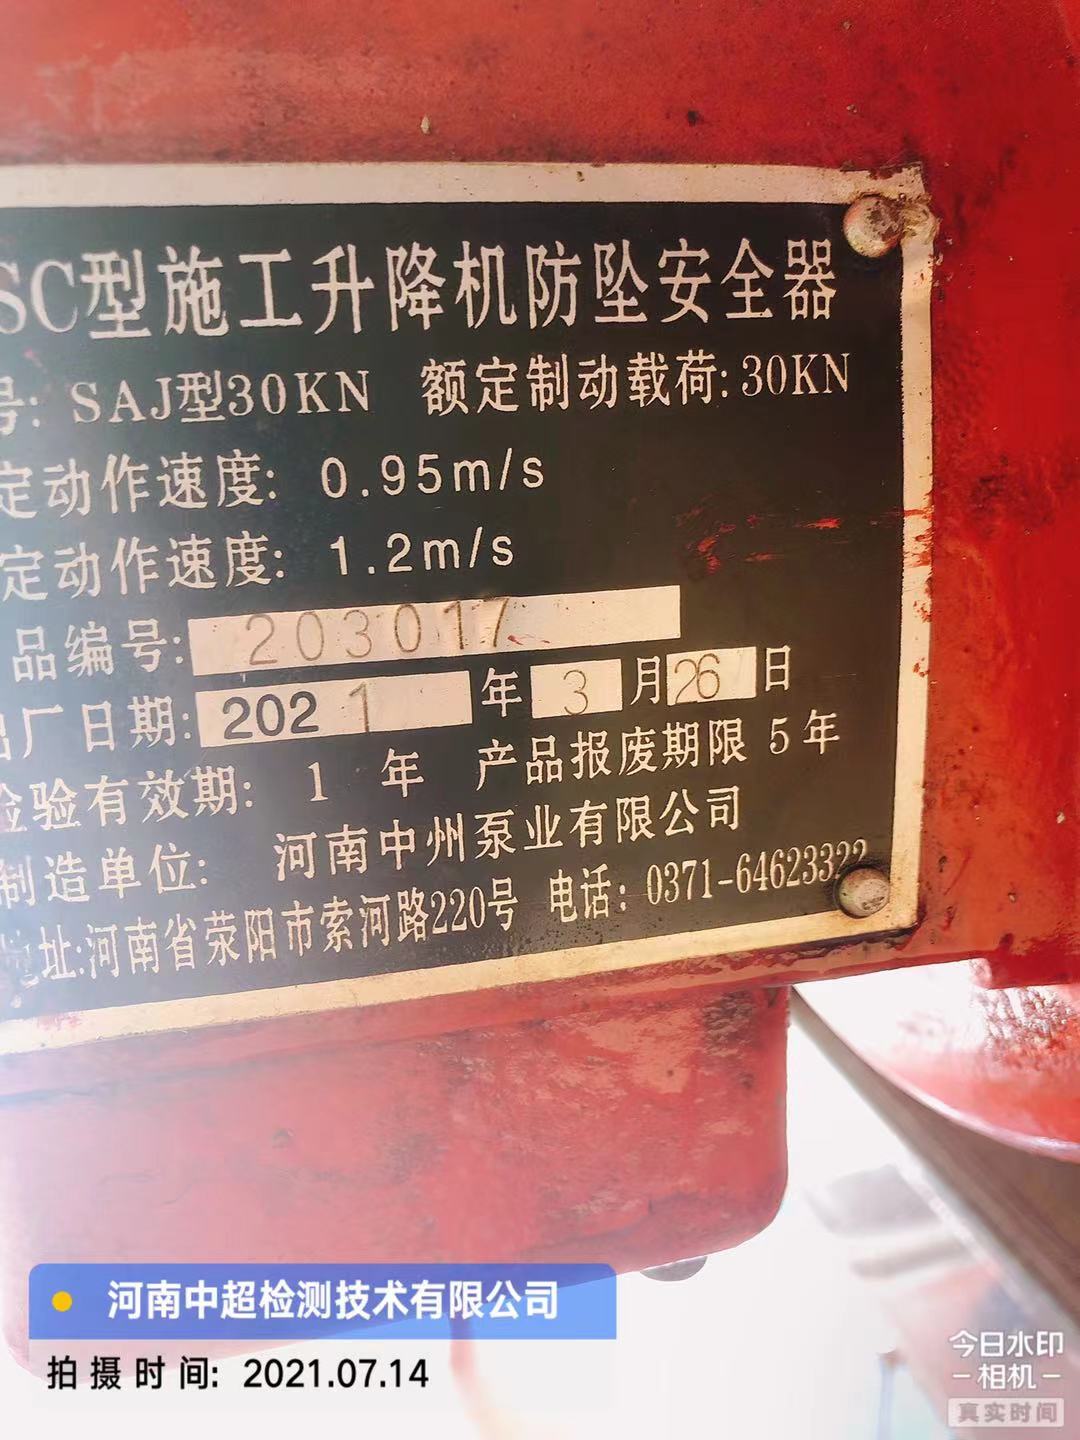 SC型施工升降机防坠安全器
号: SAJ型30KN 额定制动载荷: 30KN
定动作速度: 0.95m/s
定动作速度: 1.2m/s
品编号: 203017
出厂日期: 2021 年 3 月 26 日
检验有效期: 1 年 产品报废期限 5 年
制造单位: 河南中州泵业有限公司
地址:河南省荥阳市索河路220号 电话: 0371-64623322
河南中超检测技术有限公司
拍摄时间: 2021.07.14
今日水印
-相机-
真实时间